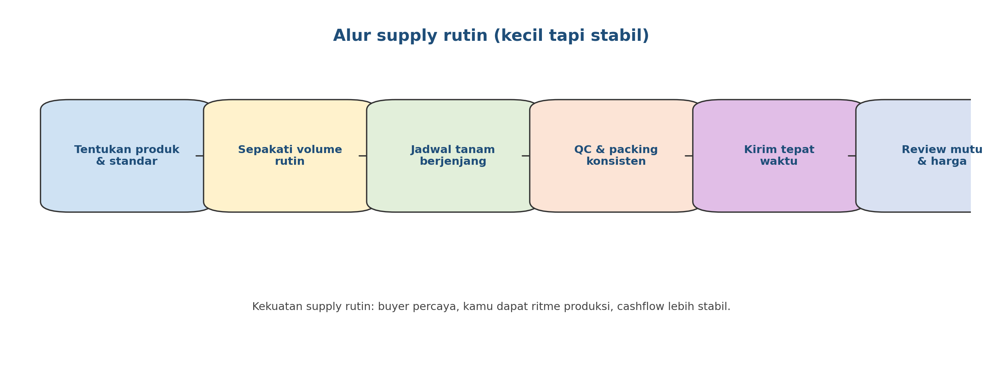 Alur supply rutin (kecil tapi stabil)
Tentukan produk
& standar
Sepakati volume
rutin
Jadwal tanam
berjenjang
QC & packing
konsisten
Kirim tepat
waktu
Review mutu
& harga
Kekuatan supply rutin: buyer percaya, kamu dapat ritme produksi, cashflow lebih stabil.